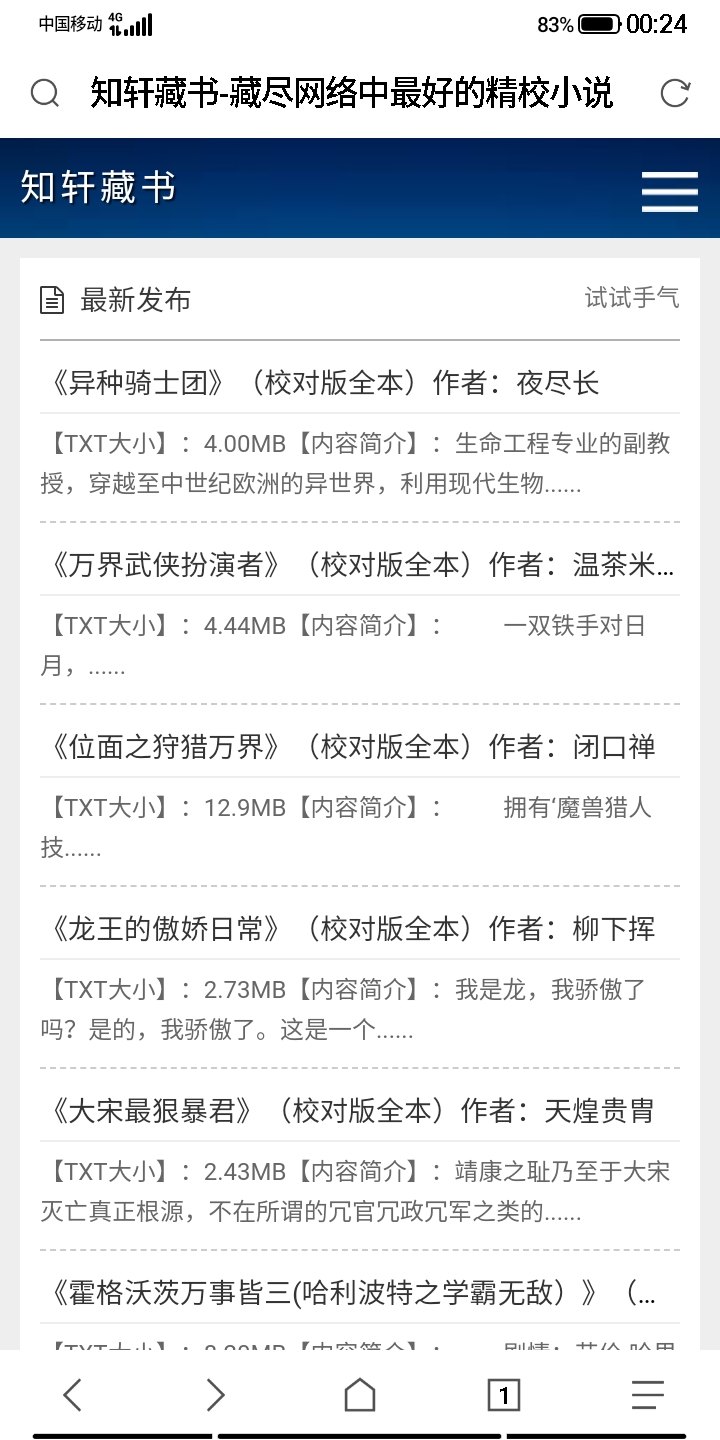 中国移动 4G 83% 00:24
知轩藏书-藏尽网络中最好的精校小说
知轩藏书
最新发布 试试手气
《异种骑士团》（校对版全本）作者：夜尽长
【TXT大小】：4.00MB【内容简介】：生命工程专业的副教
授，穿越至中世纪欧洲的异世界，利用现代生物......
《万界武侠扮演者》（校对版全本）作者：温茶米...
【TXT大小】：4.44MB【内容简介】： 一双铁手对日
月，......
《位面之狩猎万界》（校对版全本）作者：闭口禅
【TXT大小】：12.9MB【内容简介】： 拥有‘魔兽猎人
技......
《龙王的傲娇日常》（校对版全本）作者：柳下挥
【TXT大小】：2.73MB【内容简介】：我是龙，我骄傲了
吗？是的，我骄傲了。这是一个......
《大宋最狠暴君》（校对版全本）作者：天煌贵胄
【TXT大小】：2.43MB【内容简介】：靖康之耻乃至于大宋
灭亡真正根源，不在所谓的冗官冗政冗军之类的......
《霍格沃茨万事皆三(哈利波特之学霸无敌）》（...
【TXT大小】：【内容简介】：
1